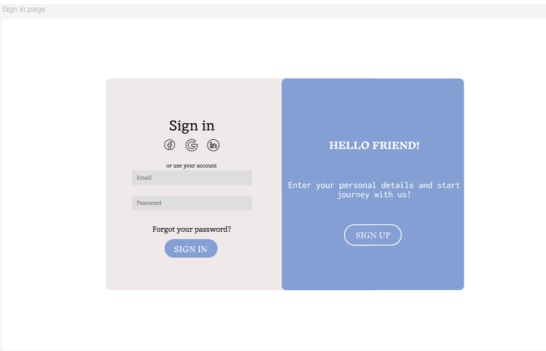 Sign in page
Sign in
or use your account
Email
Password
Forgot your password?
SIGN IN
HELLO FRIEND!
Enter your personal details and start
journey with us!
SIGN UP